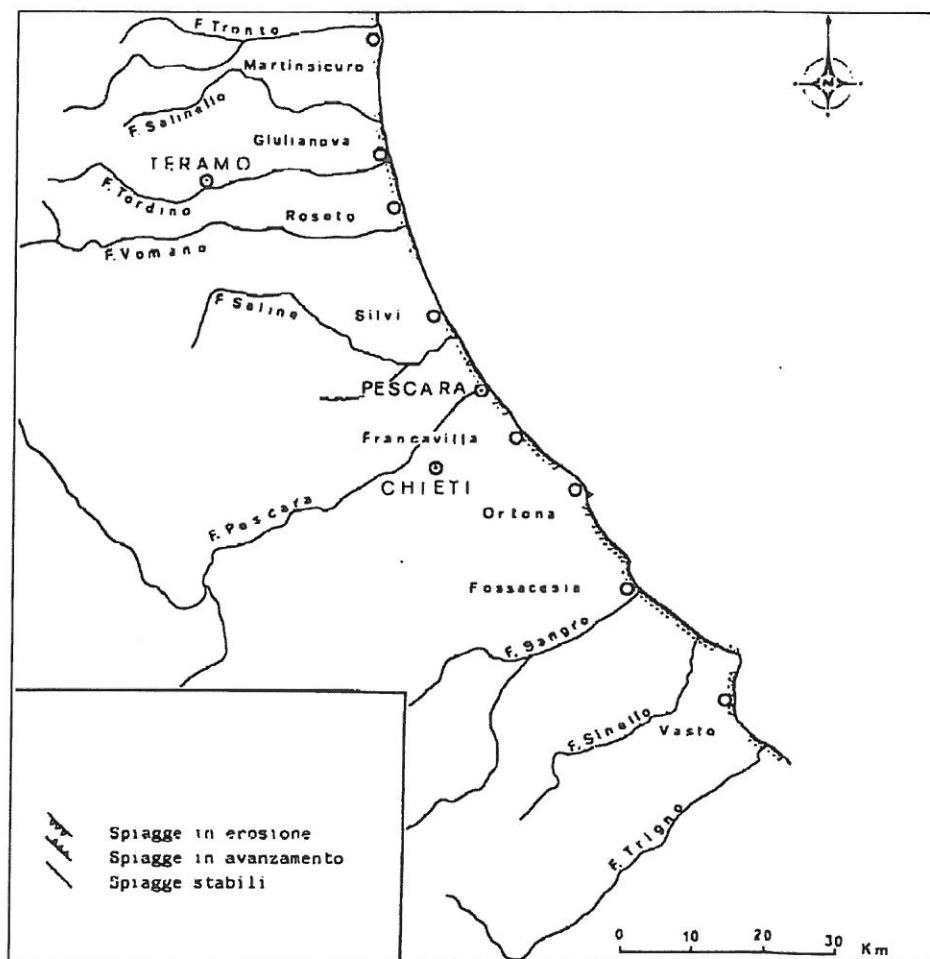 F. Tronto
Martinsicuro
F. Salinello
Giulianova
TERAMO
F. Tordino
Roseto
F. Vomano
F Saline
Silvi
PESCARA
Francavilla
CHIETI
F. Pescara
Ortona
Fossacesia
F. Sangro
F. Sinello
Vasto
F. Trigno
N
Spiagge in erosione
Spiagge in avanzamento
Spiagge stabili
0 10 20 30 Km